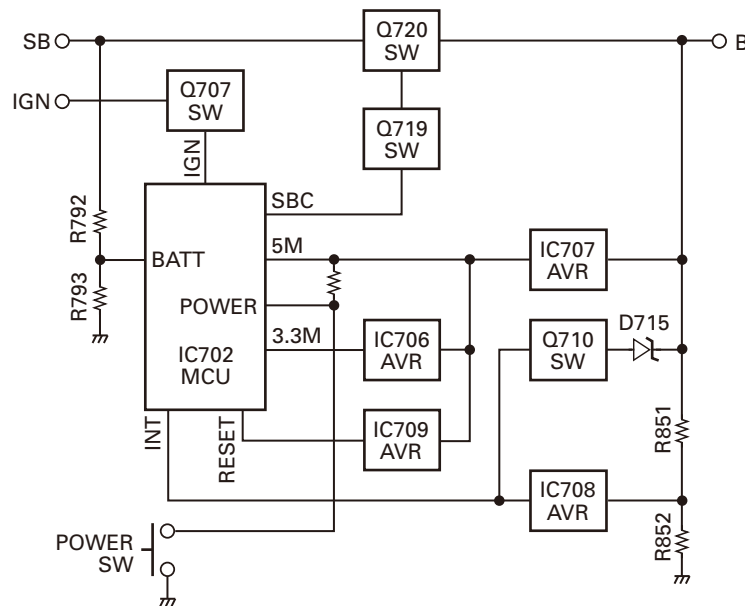 SB
Q720
SW
B
IGN
Q707
SW
Q719
SW
IGN
SBC
R792
5M
IC707
AVR
BATT
R793
POWER
D715
3.3M
IC706
AVR
Q710
SW
IC702
MCU
R851
INT
RESET
IC709
AVR
IC708
AVR
R852
POWER
SW